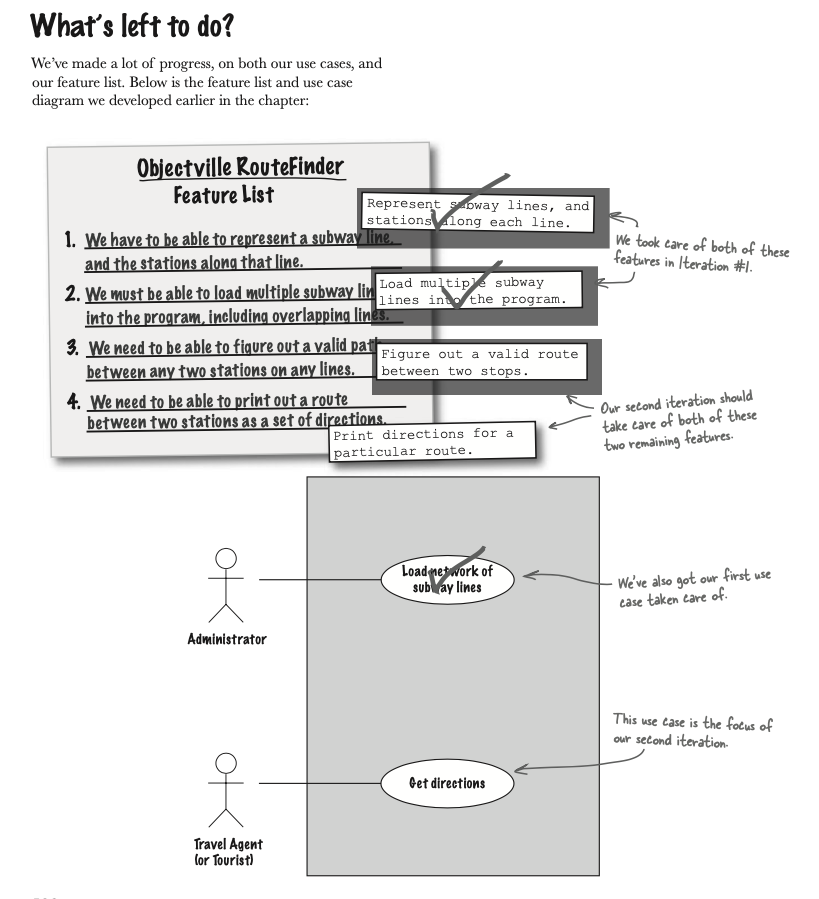 What's left to do?
We've made a lot of progress, on both our use cases, and
our feature list. Below is the feature list and use case
diagram we developed earlier in the chapter:
Objectville RouteFinder
Feature List
1. We have to be able to represent a subway line,
and the stations along that line.
2. We must be able to load multiple subway lin
into the program, including overlapping lines.
3. We need to be able to figure out a valid pat
between any two stations on any lines.
4. We need to be able to print out a route
between two stations as a set of directions.
Represent subway lines, and
stations along each line.
We took care of both of these
features in Iteration #1.
Load multiple subway
lines into the program.
Figure out a valid route
between two stops.
Our second iteration should
take care of both of these
two remaining features.
Print directions for a
particular route.
Load network of
subway lines
We've also got our first use
case taken care of.
Administrator
This use case is the focus of
our second iteration.
Get directions
Travel Agent
(or Tourist)